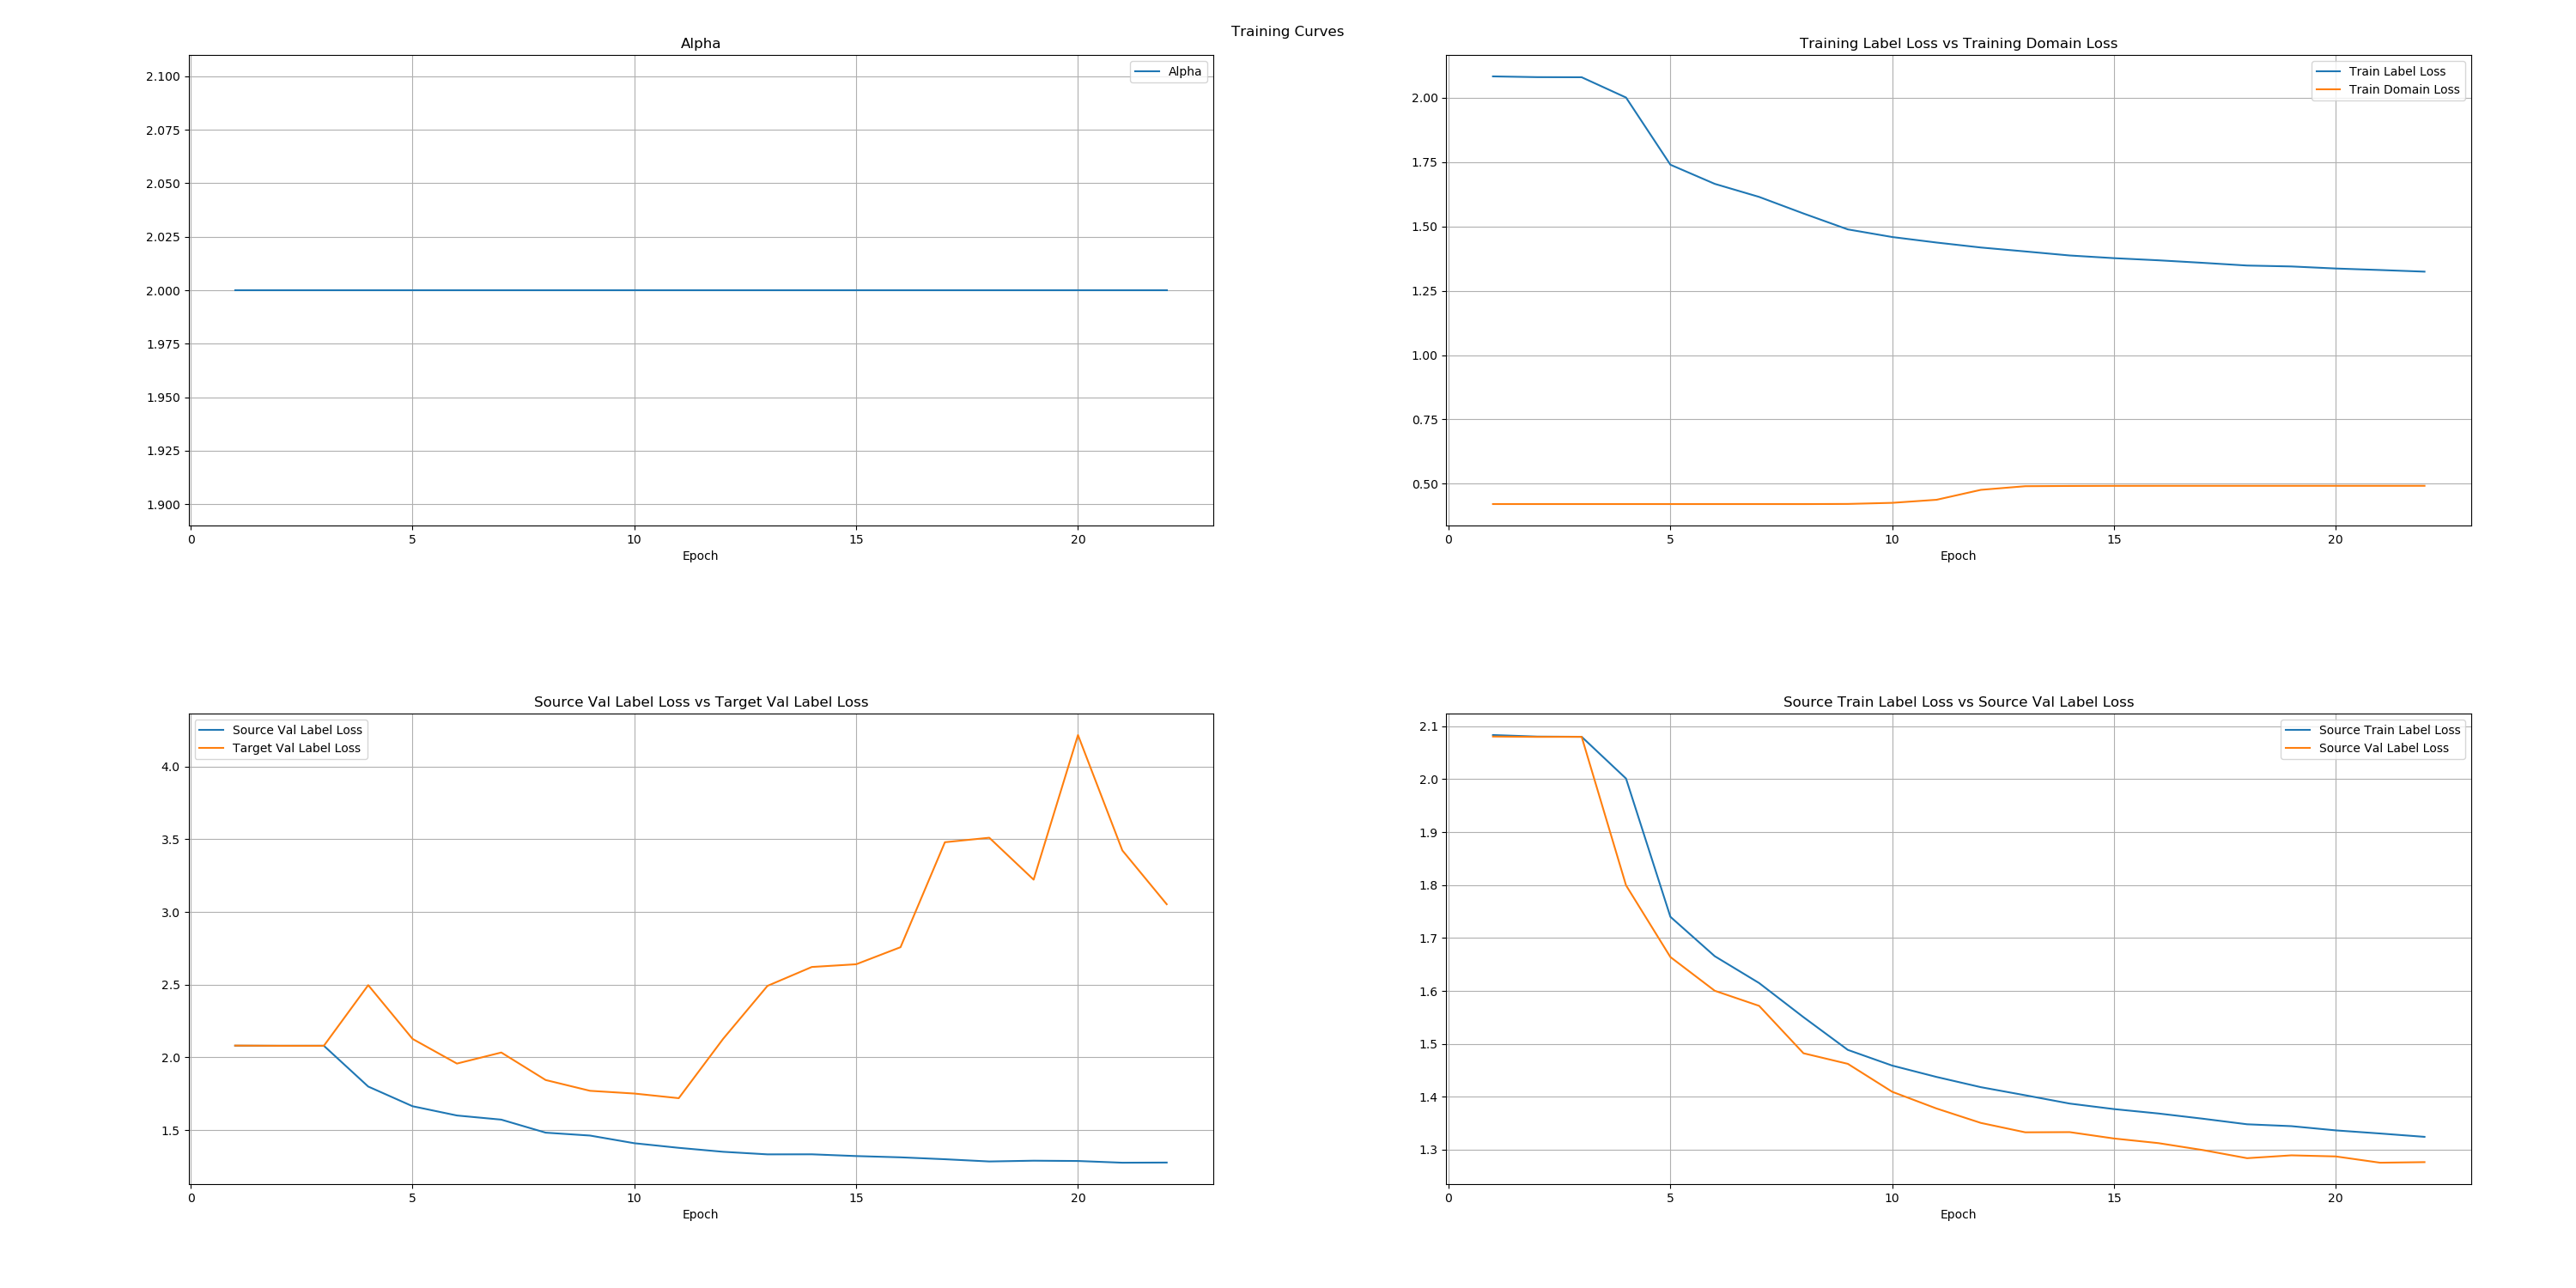 Training Curves
Alpha
Alpha
2.100
2.075
2.050
2.025
2.000
1.975
1.950
1.925
1.900
0 5 10 15 20
Epoch
Training Label Loss vs Training Domain Loss
Train Label Loss
Train Domain Loss
2.00
1.75
1.50
1.25
1.00
0.75
0.50
0 5 10 15 20
Epoch
Source Val Label Loss vs Target Val Label Loss
Source Val Label Loss
Target Val Label Loss
4.0
3.5
3.0
2.5
2.0
1.5
0 5 10 15 20
Epoch
Source Train Label Loss vs Source Val Label Loss
Source Train Label Loss
Source Val Label Loss
2.1
2.0
1.9
1.8
1.7
1.6
1.5
1.4
1.3
0 5 10 15 20
Epoch